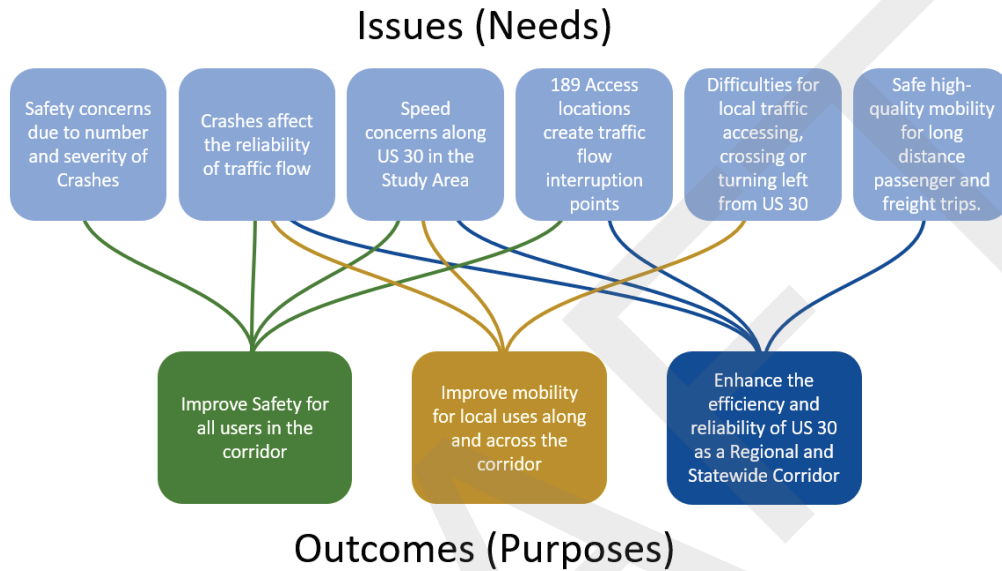 Issues (Needs)
Safety concerns
due to number
and severity of
Crashes
Crashes affect
the reliability
of traffic flow
Speed
concerns along
US 30 in the
Study Area
189 Access
locations
create traffic
flow
interruption
points
Difficulties for
local traffic
accessing,
crossing or
turning left
from US 30
Safe high-
quality mobility
for long
distance
passenger and
freight trips.
Improve Safety for
all users in the
corridor
Improve mobility
for local uses along
and across the
corridor
Enhance the
efficiency and
reliability of US 30
as a Regional and
Statewide Corridor
Outcomes (Purposes)